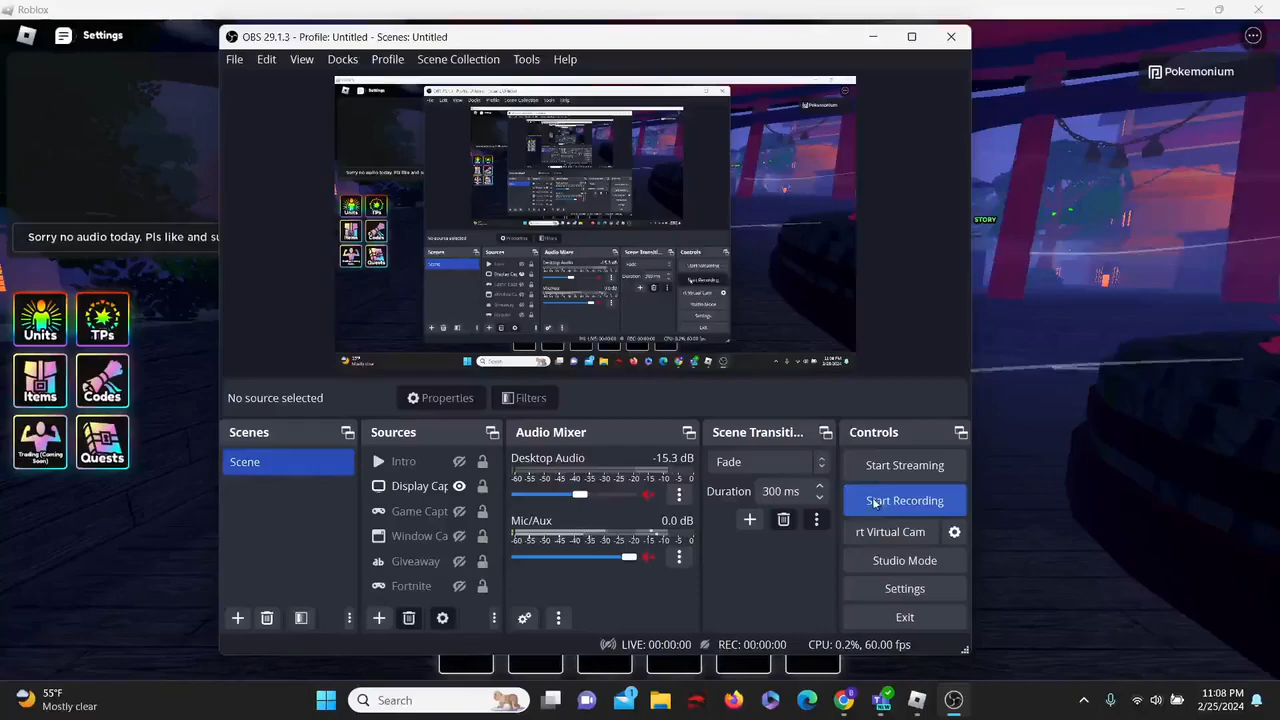 Roblox
Settings
OBS 29.1.3 - Profile: Untitled - Scenes: Untitled
File Edit View Docks Profile Scene Collection Tools Help
Pokemonium
Sorry no audio today. Pls like and su
STORY
Units
TPs
Items
Codes
Trading (Coming Soon)
Quests
No source selected
Properties
Filters
Scenes
Scene
Sources
Intro
Display Cap
Game Capt
Window Ca
Giveaway
Fortnite
Audio Mixer
Desktop Audio -15.3 dB
-60 -55 -50 -45 -40 -35 -30 -25 -20 -15 -10 -5 0
Mic/Aux 0.0 dB
-60 -55 -50 -45 -40 -35 -30 -25 -20 -15 -10 -5 0
Scene Transiti...
Fade
Duration 300 ms
Controls
Start Streaming
Start Recording
rt Virtual Cam
Studio Mode
Settings
Exit
LIVE: 00:00:00 REC: 00:00:00 CPU: 0.2%, 60.00 fps
55°F
Mostly clear
Search
11:08 PM
2/25/2024